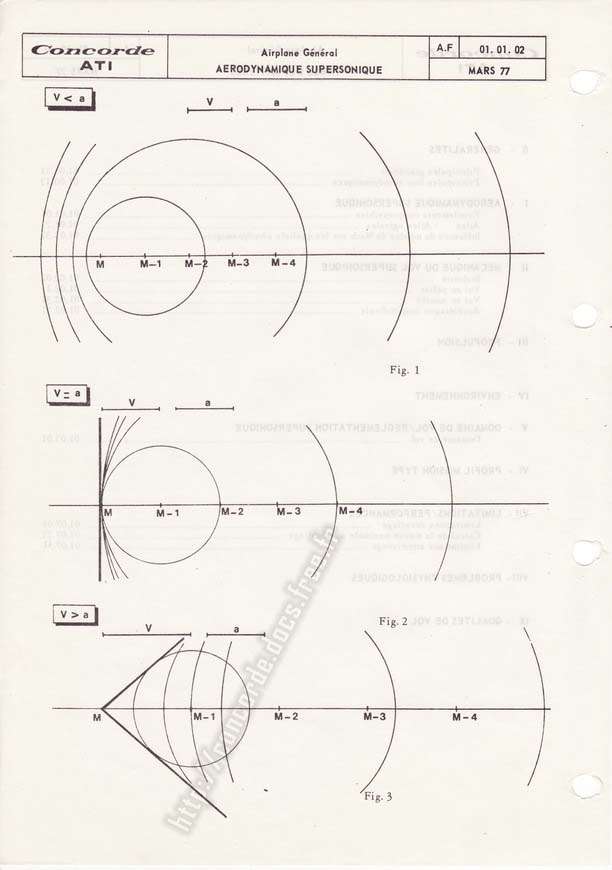 Concorde
ATI
Airplane Général
AERODYNAMIQUE SUPERSONIQUE
A.F
01. 01. 02
MARS 77
V < a
V
a
M
M-1
M-2
M-3
M-4
Fig. 1
V = a
V
a
M
M-1
M-2
M-3
M-4
Fig. 2
V > a
V
a
M
M-1
M-2
M-3
M-4
Fig. 3
http://concorde.docs.free.fr